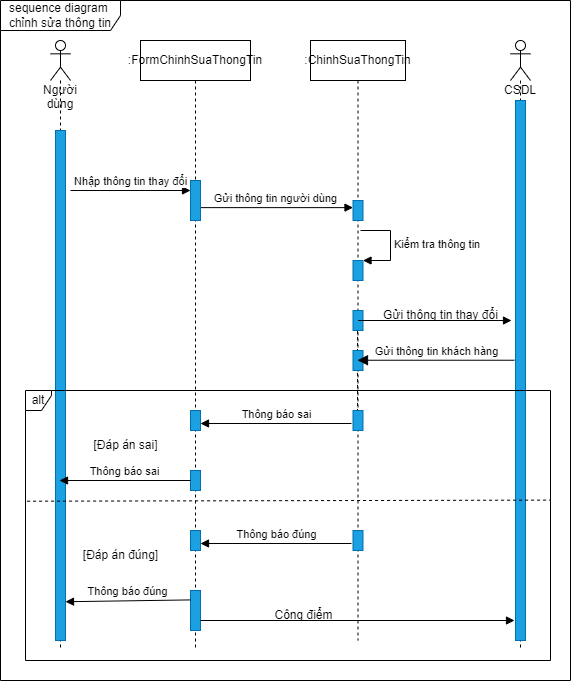 sequence diagram
chỉnh sửa thông tin
:FormChinhSuaThongTin
:ChinhSuaThongTin
Người
dùng
CSDL
Nhập thông tin thay đổi
Gửi thông tin người dùng
Kiểm tra thông tin
Gửi thông tin thay đổi
Gửi thông tin khách hàng
alt
Thông báo sai
[Đáp án sai]
Thông báo sai
Thông báo đúng
[Đáp án đúng]
Thông báo đúng
Công điểm